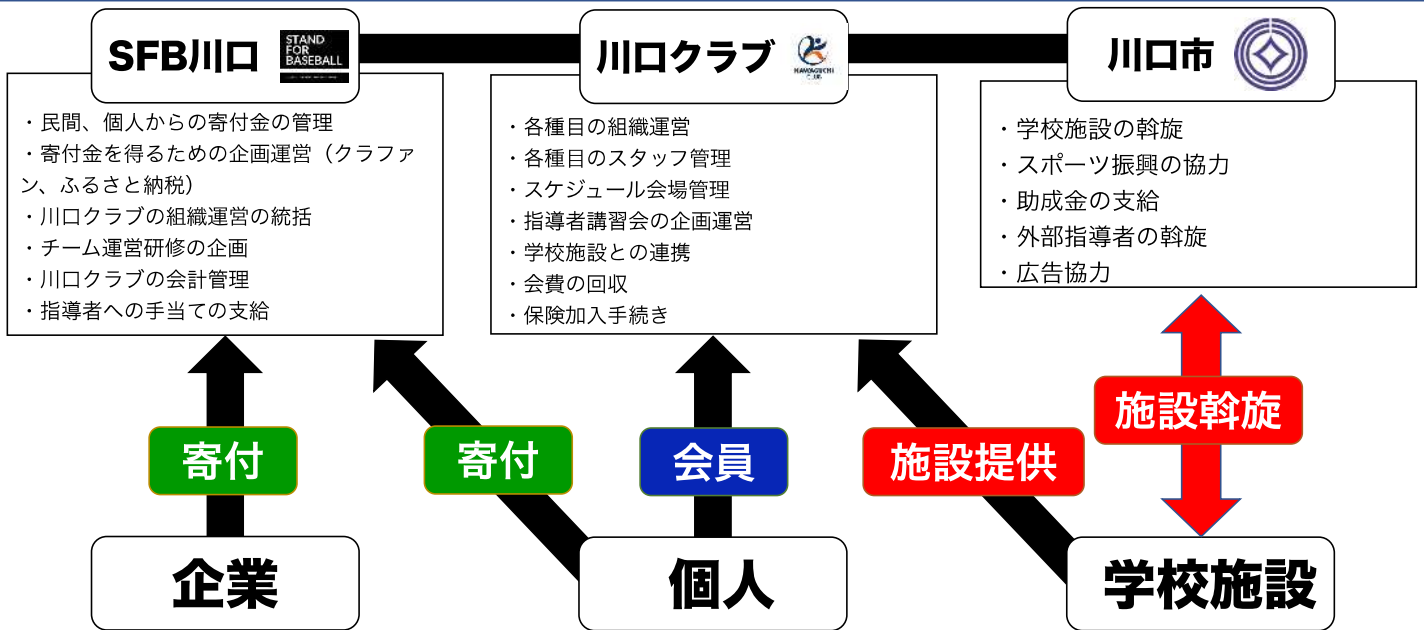 SFB川口
STAND
FOR
BASEBALL
・民間、個人からの寄付金の管理
・寄付金を得るための企画運営（クラファ
ン、ふるさと納税）
・川口クラブの組織運営の統括
・チーム運営研修の企画
・川口クラブの会計管理
・指導者への手当ての支給
川口クラブ
KAWAGUCHI
CLUB
・各種目の組織運営
・各種目のスタッフ管理
・スケジュール会場管理
・指導者講習会の企画運営
・学校施設との連携
・会費の回収
・保険加入手続き
川口市
・学校施設の斡旋
・スポーツ振興の協力
・助成金の支給
・外部指導者の斡旋
・広告協力
寄付
寄付
会員
施設提供
施設斡旋
企業
個人
学校施設